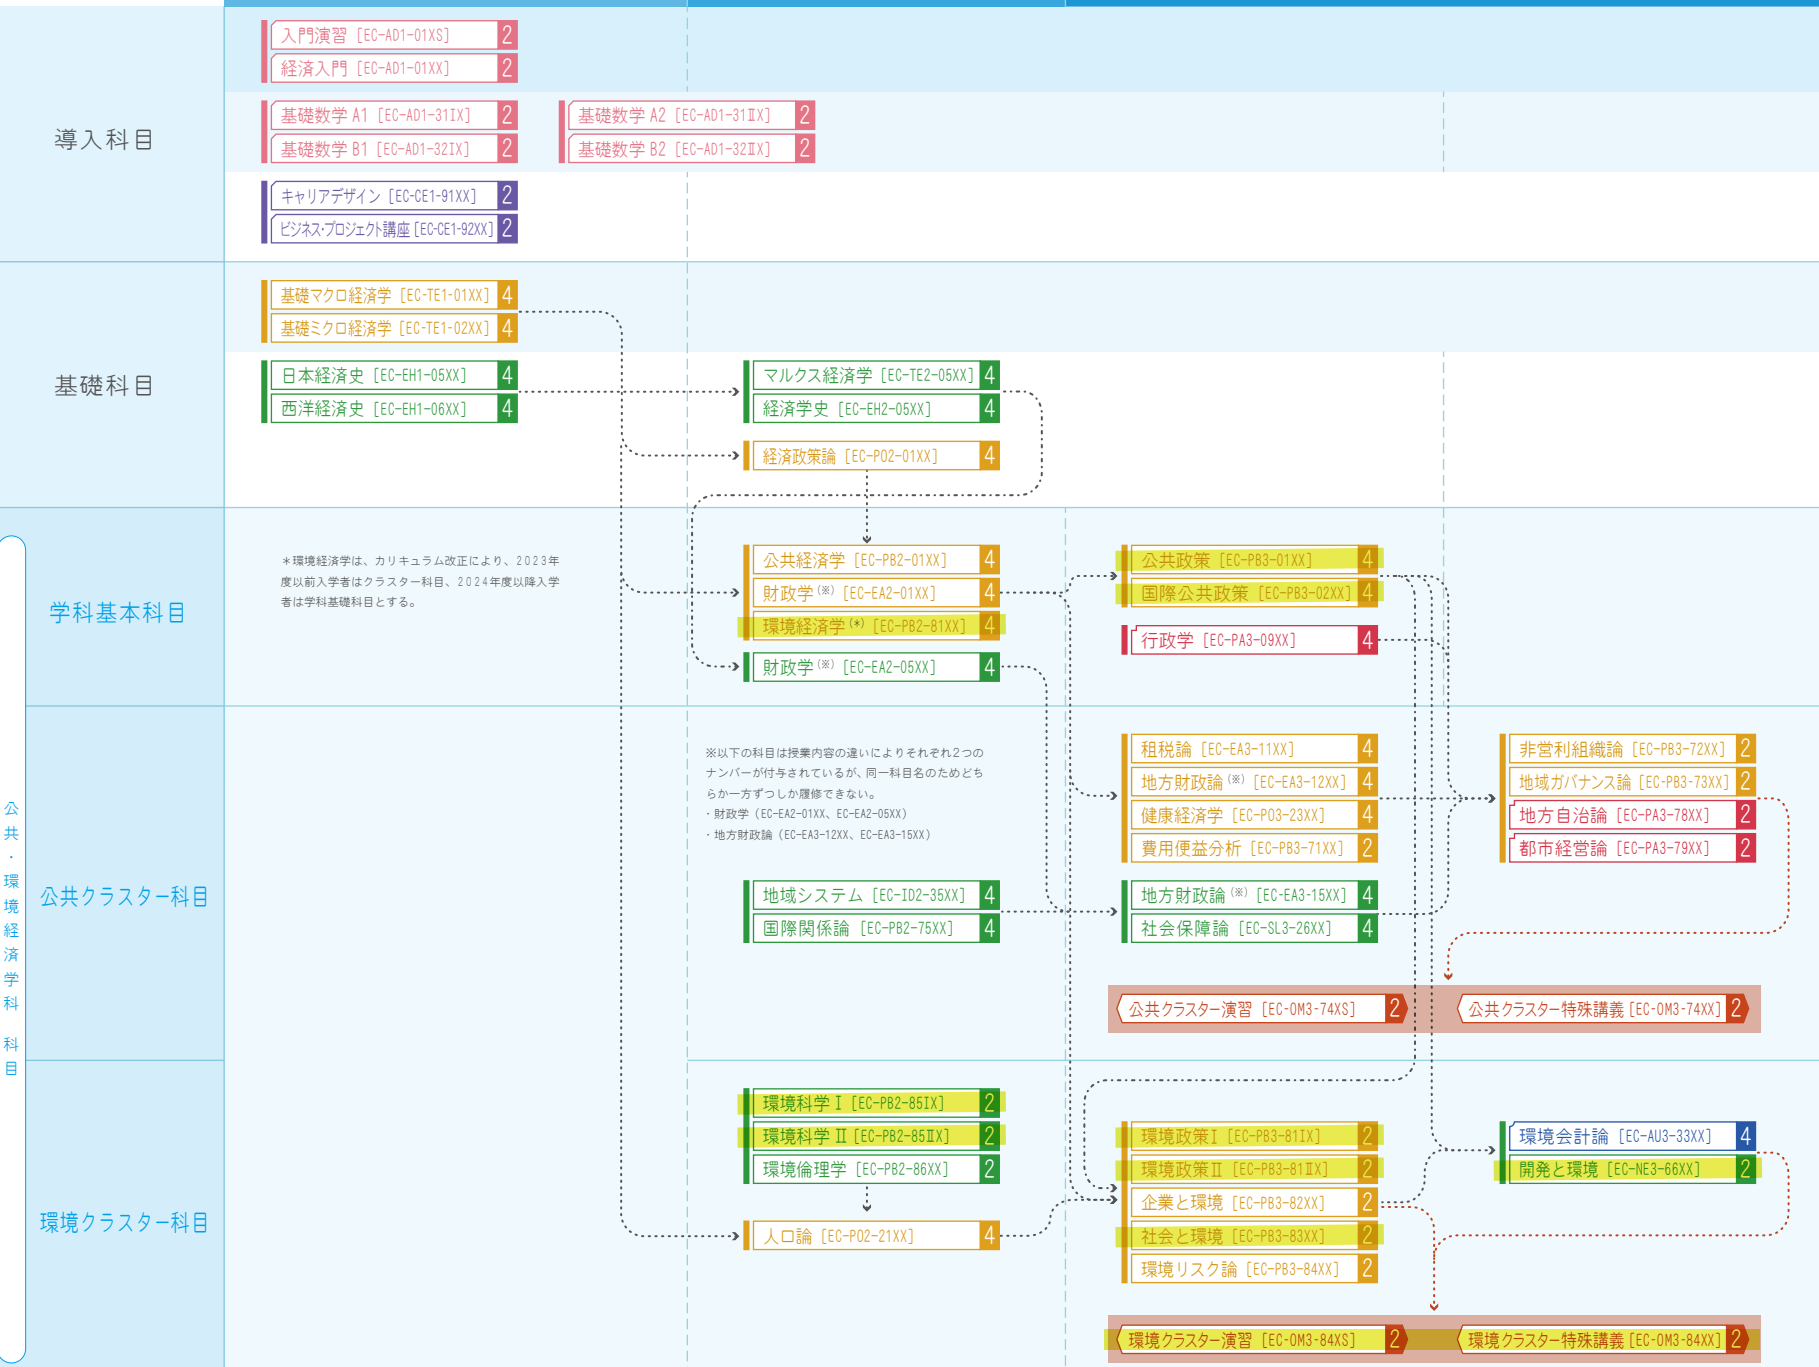 導入科目
入門演習 [EC-AD1-01XS] 2
経済入門 [EC-AD1-01XX] 2
基礎数学 A1 [EC-AD1-31IX] 2
基礎数学 B1 [EC-AD1-32IX] 2
基礎数学 A2 [EC-AD1-31ⅡX] 2
基礎数学 B2 [EC-AD1-32ⅡX] 2
キャリアデザイン [EC-CE1-91XX] 2
ビジネス・プロジェクト講座 [EC-CE1-92XX] 2
基礎科目
基礎マクロ経済学 [EC-TE1-01XX] 4
基礎ミクロ経済学 [EC-TE1-02XX] 4
日本経済史 [EC-EH1-05XX] 4
西洋経済史 [EC-EH1-06XX] 4
マルクス経済学 [EC-TE2-05XX] 4
経済学史 [EC-EH2-05XX] 4
経済政策論 [EC-PO2-01XX] 4
公共・環境経済学科 科目
学科基本科目
＊環境経済学は、カリキュラム改正により、2023年
度以前入学者はクラスター科目、2024年度以降入学
者は学科基礎科目とする。
公共経済学 [EC-PB2-01XX] 4
財政学(※) [EC-EA2-01XX] 4
環境経済学(*) [EC-PB2-81XX] 4
財政学(※) [EC-EA2-05XX] 4
公共政策 [EC-PB3-01XX] 4
国際公共政策 [EC-PB3-02XX] 4
行政学 [EC-PA3-09XX] 4
公共クラスター科目
※以下の科目は授業内容の違いによりそれぞれ2つの
ナンバーが付与されているが、同一科目名のためどち
らか一方ずつしか履修できない。
・財政学（EC-EA2-01XX、EC-EA2-05XX）
・地方財政論（EC-EA3-12XX、EC-EA3-15XX）
地域システム [EC-ID2-35XX] 4
国際関係論 [EC-PB2-75XX] 4
租税論 [EC-EA3-11XX] 4
地方財政論(※) [EC-EA3-12XX] 4
健康経済学 [EC-PO3-23XX] 4
費用便益分析 [EC-PB3-71XX] 2
地方財政論(※) [EC-EA3-15XX] 4
社会保障論 [EC-SL3-26XX] 4
非営利組織論 [EC-PB3-72XX] 2
地域ガバナンス論 [EC-PB3-73XX] 2
地方自治論 [EC-PA3-78XX] 2
都市経営論 [EC-PA3-79XX] 2
公共クラスター演習 [EC-OM3-74XS] 2
公共クラスター特殊講義 [EC-OM3-74XX] 2
環境クラスター科目
環境科学Ⅰ [EC-PB2-85IX] 2
環境科学Ⅱ [EC-PB2-85ⅡX] 2
環境倫理学 [EC-PB2-86XX] 2
人口論 [EC-PO2-21XX] 4
環境政策Ⅰ [EC-PB3-81IX] 2
環境政策Ⅱ [EC-PB3-81ⅡX] 2
企業と環境 [EC-PB3-82XX] 2
社会と環境 [EC-PB3-83XX] 2
環境リスク論 [EC-PB3-84XX] 2
環境会計論 [EC-AU3-33XX] 4
開発と環境 [EC-NE3-66XX] 2
環境クラスター演習 [EC-OM3-84XS] 2
環境クラスター特殊講義 [EC-OM3-84XX] 2